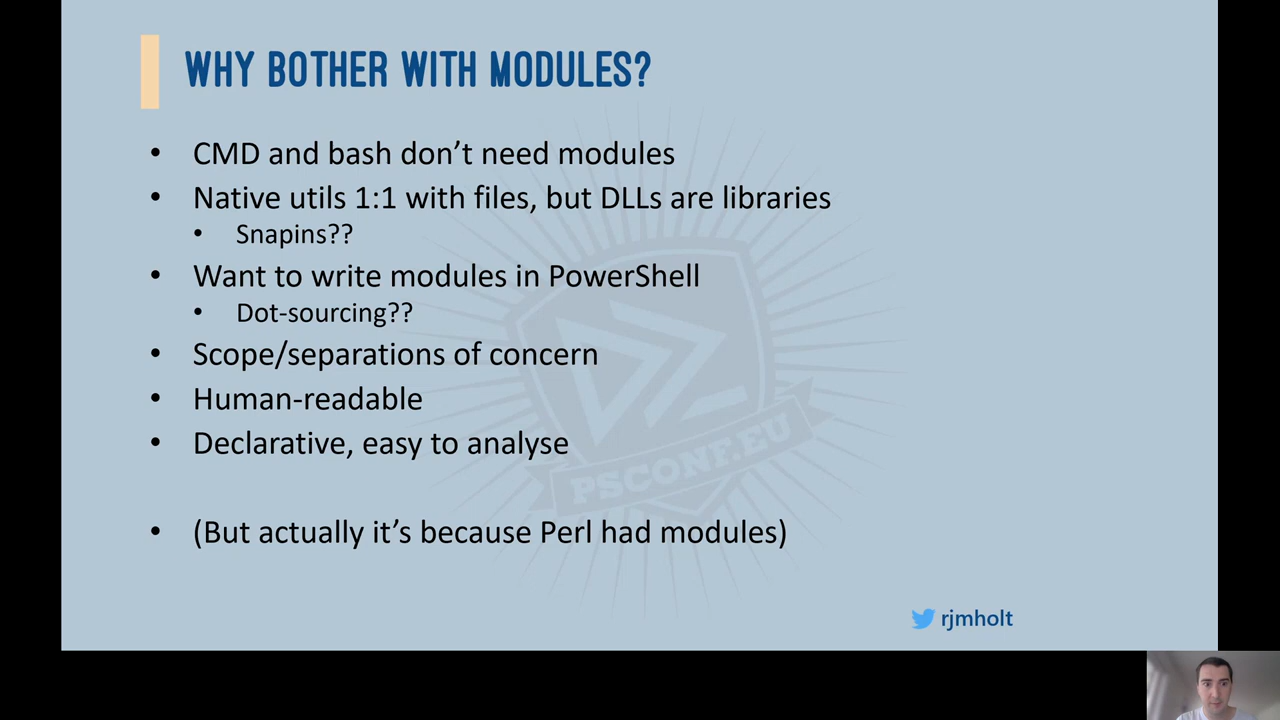 WHY BOTHER WITH MODULES?
• CMD and bash don’t need modules
• Native utils 1:1 with files, but DLLs are libraries
• Snapins??
• Want to write modules in PowerShell
• Dot-sourcing??
• Scope/separations of concern
• Human-readable
• Declarative, easy to analyse
PSCONF.EU
• (But actually it’s because Perl had modules)
rjmholt